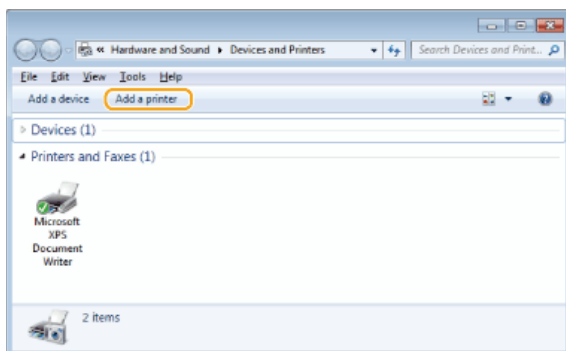 « Hardware and Sound ▸ Devices and Printers
Search Devices and Print...
File Edit View Tools Help
Add a device Add a printer
Devices (1)
Printers and Faxes (1)
Microsoft
XPS
Document
Writer
2 items